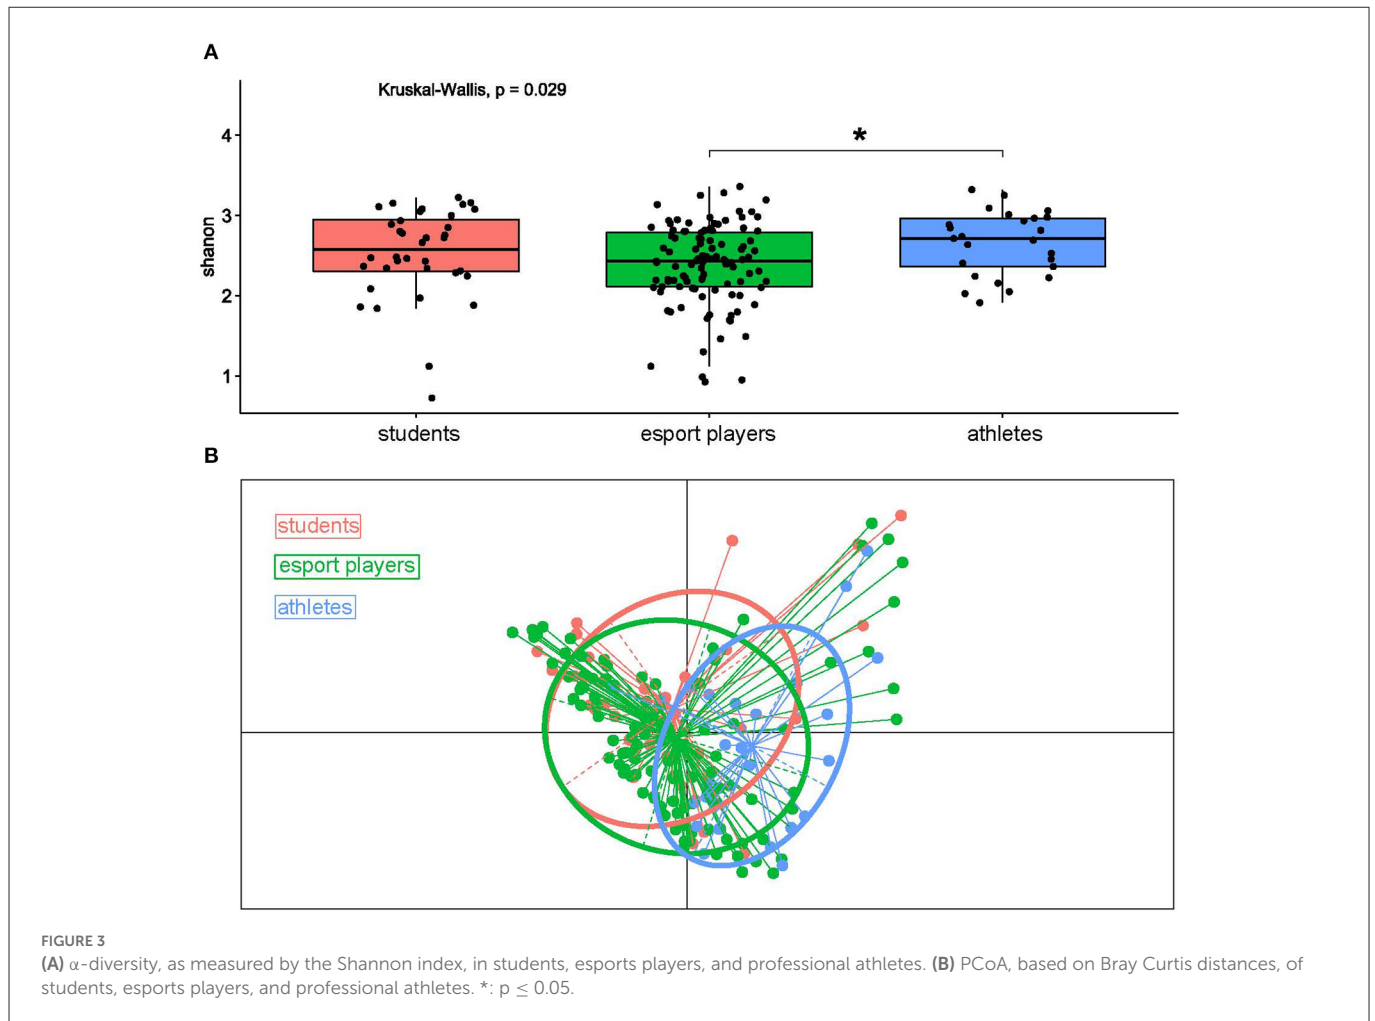 A
Kruskal-Wallis, p = 0.029
*
4
3
2
1
shanon
students
esport players
athletes
B
students
esport players
athletes
FIGURE 3
(A) α-diversity, as measured by the Shannon index, in students, esports players, and professional athletes. (B) PCoA, based on Bray Curtis distances, of
students, esports players, and professional athletes. *: p ≤ 0.05.